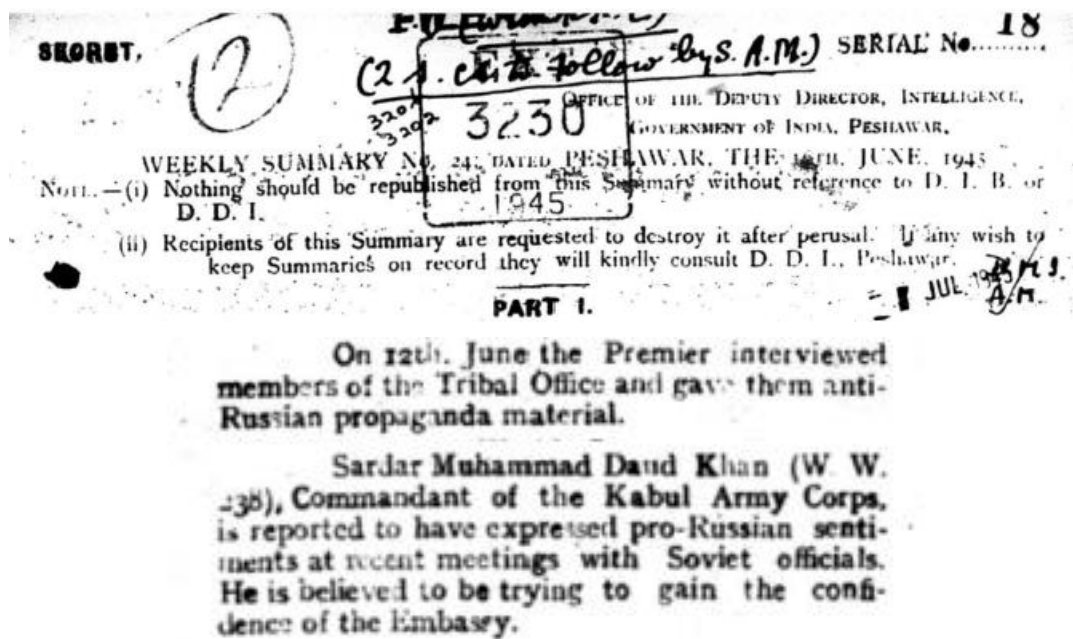 18
SECRET.
2
SERIAL No.........
(2 s. cuts follow by S. A.M.)
OFFICE OF THE DEPUTY DIRECTOR, INTELLIGENCE,
3201
3202
3230
GOVERNMENT OF INDIA, PESHAWAR,
WEEKLY SUMMARY No. 24, DATED PESHAWAR, THE JUNE, 1945
NOTE.—(i) Nothing should be republished from this Summary without reference to D. I. B. or
D. D. I.
1945
(ii) Recipients of this Summary are requested to destroy it after perusal. If any wish to
keep Summaries on record they will kindly consult D. D. I., Peshawar.
JUL 1945
A.M.
PART I.
On 12th. June the Premier interviewed
members of the Tribal Office and gave them anti-
Russian propaganda material.
Sardar Muhammad Daud Khan (W. W.
238), Commandant of the Kabul Army Corps,
is reported to have expressed pro-Russian senti-
ments at recent meetings with Soviet officials.
He is believed to be trying to gain the confi-
dence of the Embassy.